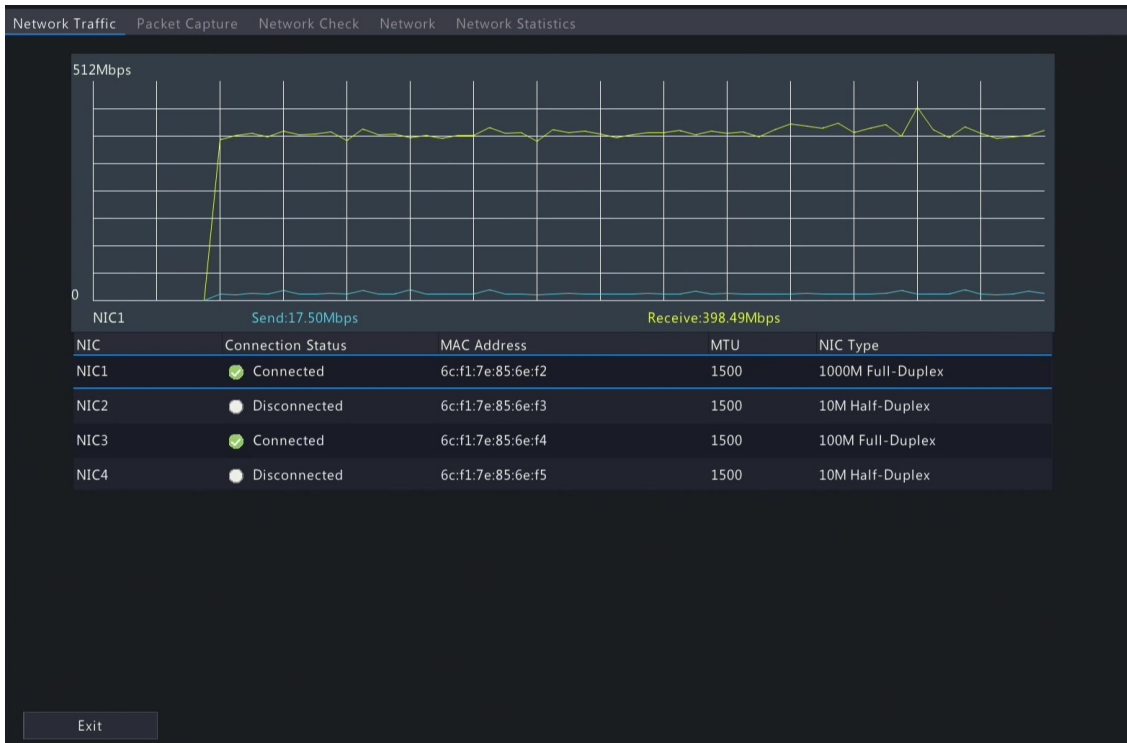 Network Traffic Packet Capture Network Check Network Network Statistics
512Mbps
0
NIC1 Send:17.50Mbps Receive:398.49Mbps
NIC Connection Status MAC Address MTU NIC Type
NIC1 Connected 6c:f1:7e:85:6e:f2 1500 1000M Full-Duplex
NIC2 Disconnected 6c:f1:7e:85:6e:f3 1500 10M Half-Duplex
NIC3 Connected 6c:f1:7e:85:6e:f4 1500 100M Full-Duplex
NIC4 Disconnected 6c:f1:7e:85:6e:f5 1500 10M Half-Duplex
Exit